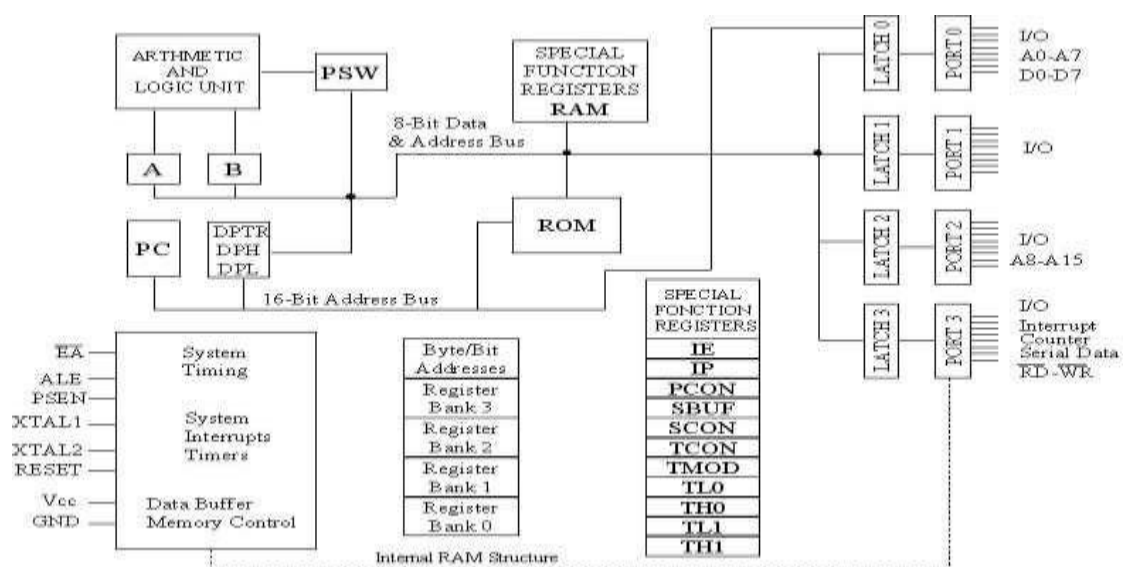 ARTHMETIC
AND
LOGIC UNIT
PSW
SPECIAL
FUNCTION
REGISTERS
RAM
8-Bit Data
& Address Bus
A
B
PC
DPTR
DPH
DPL
ROM
16-Bit Address Bus
LATCH 0
PORT 0
I/O
A0-A7
D0-D7
LATCH 1
PORT 1
I/O
LATCH 2
PORT 2
I/O
A8-A15
LATCH 3
PORT 3
I/O
Interrupt
Counter
Serial Data
RD-WR
EA
ALE
PSEN
XTAL1
XTAL2
RESET
Vcc
GND
System
Timing
System
Interrupts
Timers
Data Buffer
Memory Control
Byte/Bit
Addresses
Register
Bank 3
Register
Bank 2
Register
Bank 1
Register
Bank 0
Internal RAM Structure
SPECIAL
FONCTION
REGISTERS
IE
IP
PCON
SBUF
SCON
TCON
TMOD
TL0
TH0
TL1
TH1